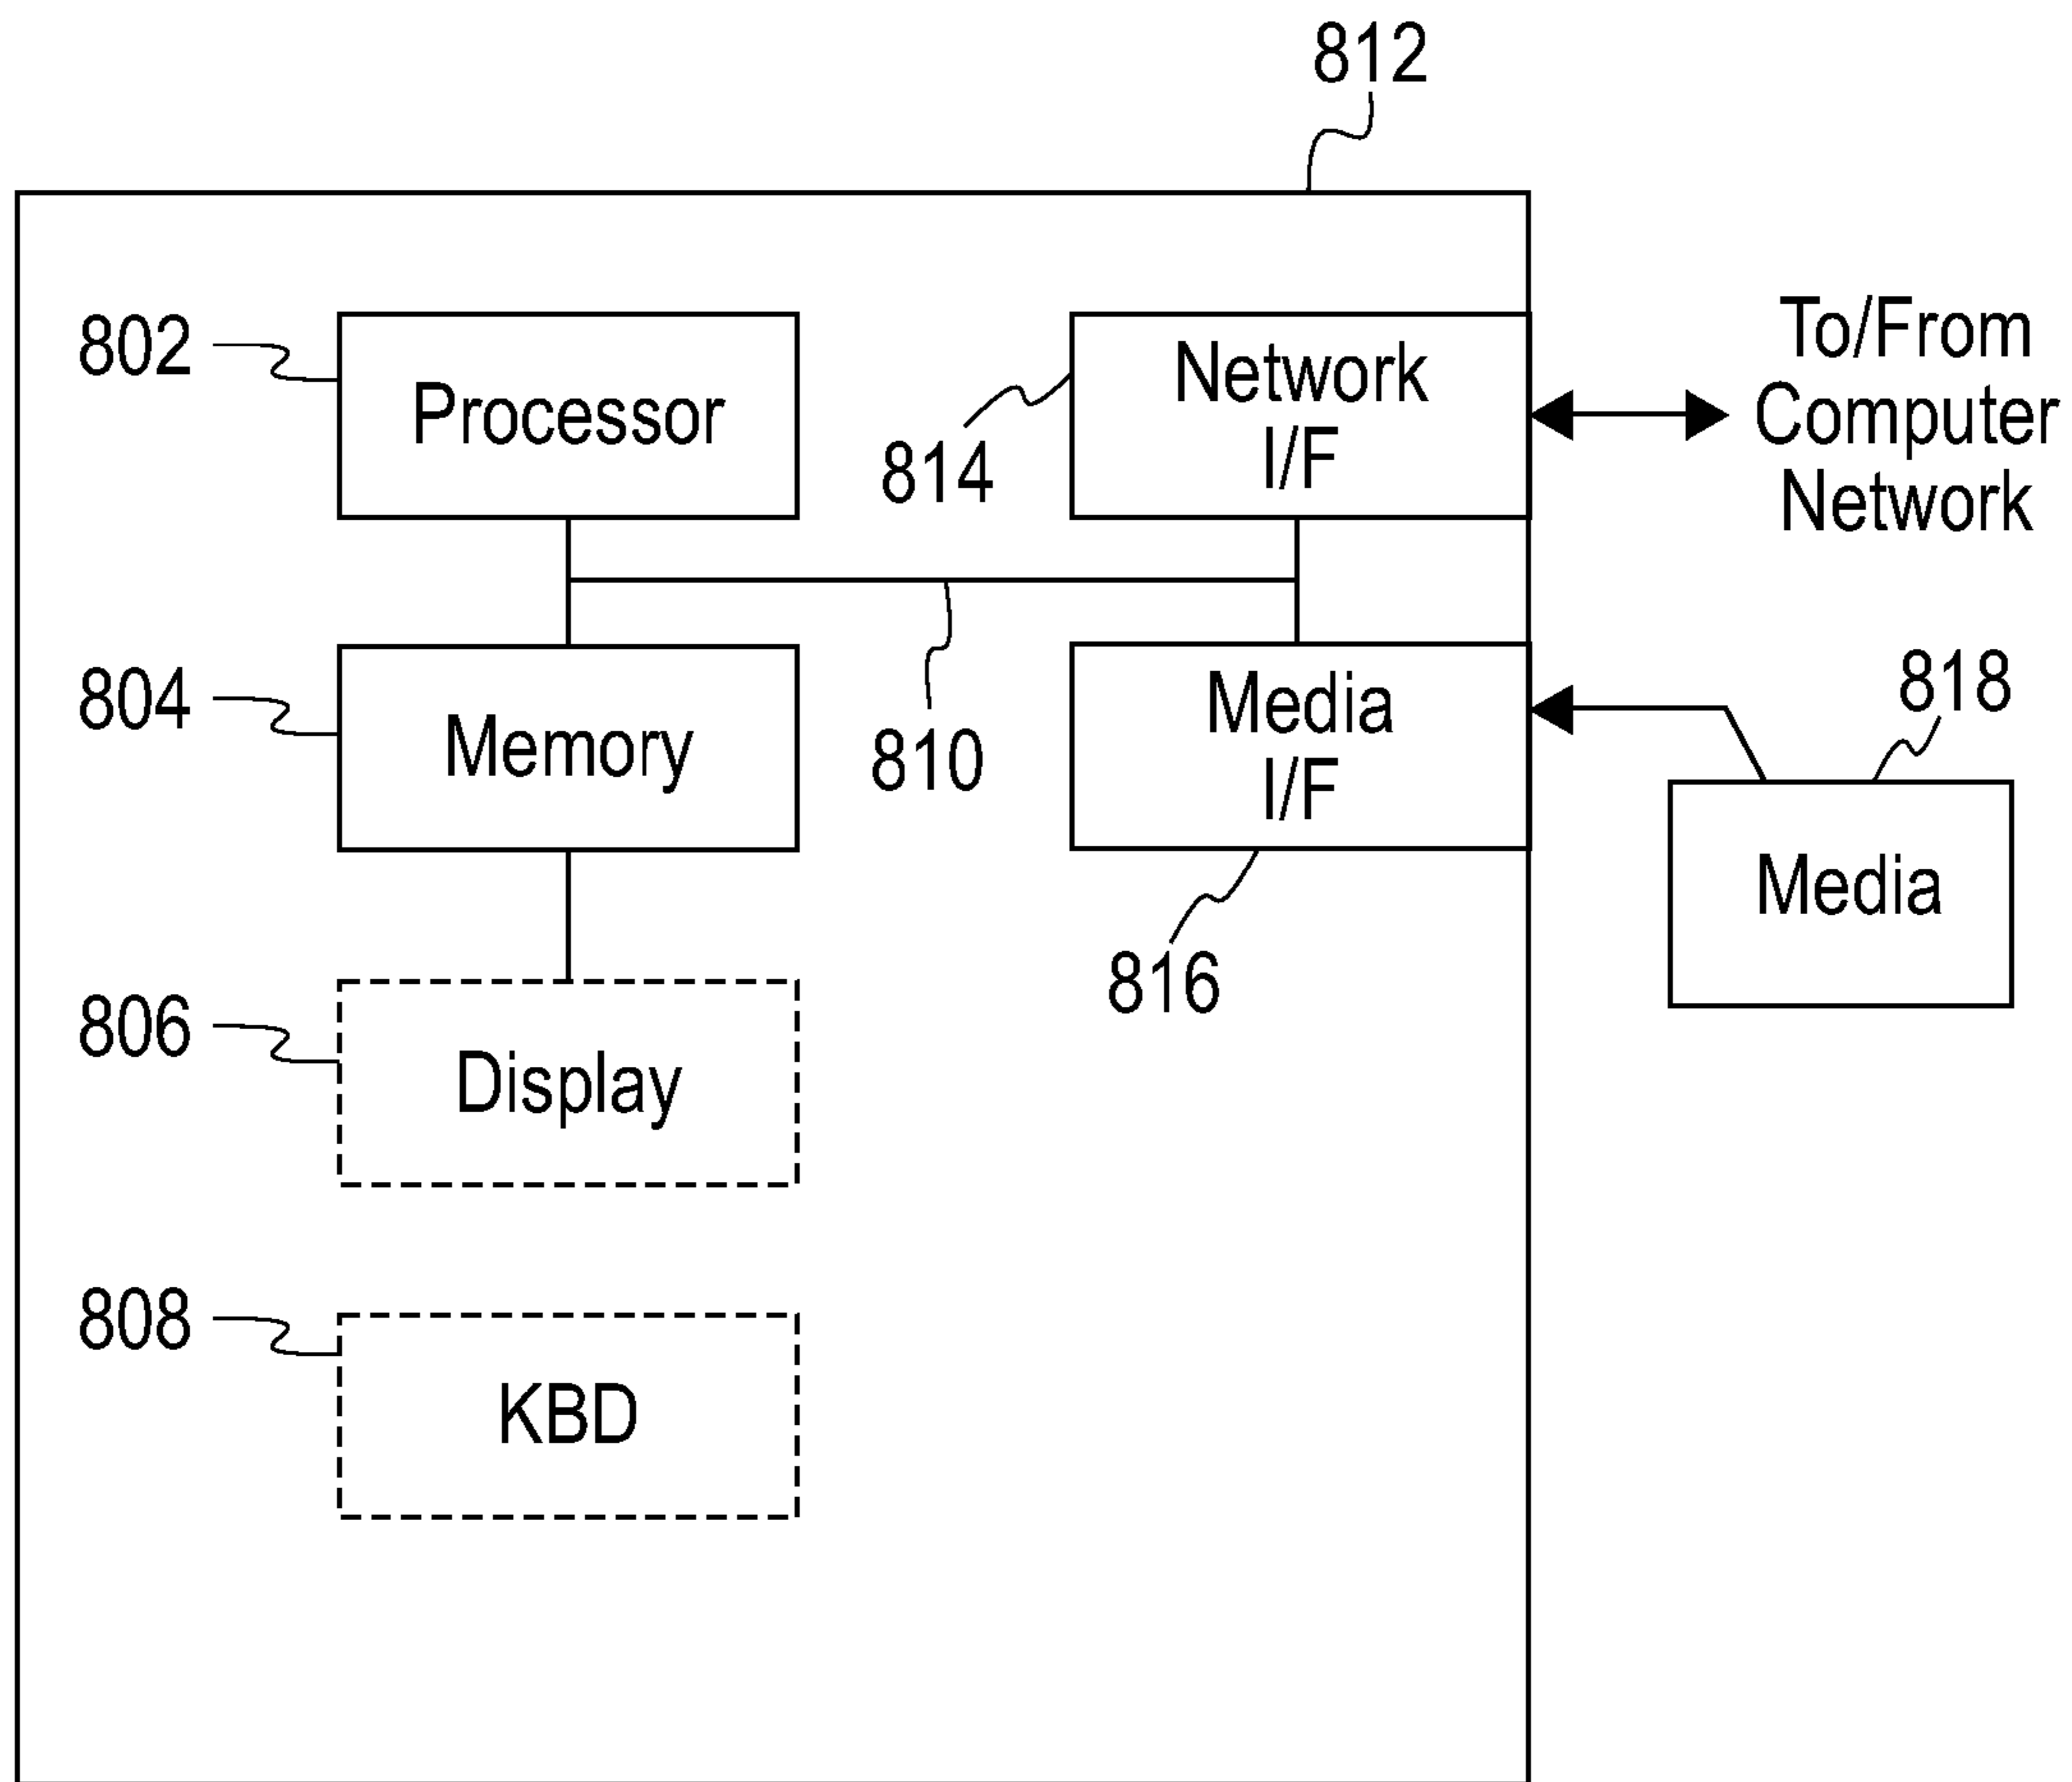 812
802
Processor
814
Network
I/F
To/From
Computer
Network
804
Memory
810
Media
I/F
816
818
Media
806
Display
808
KBD